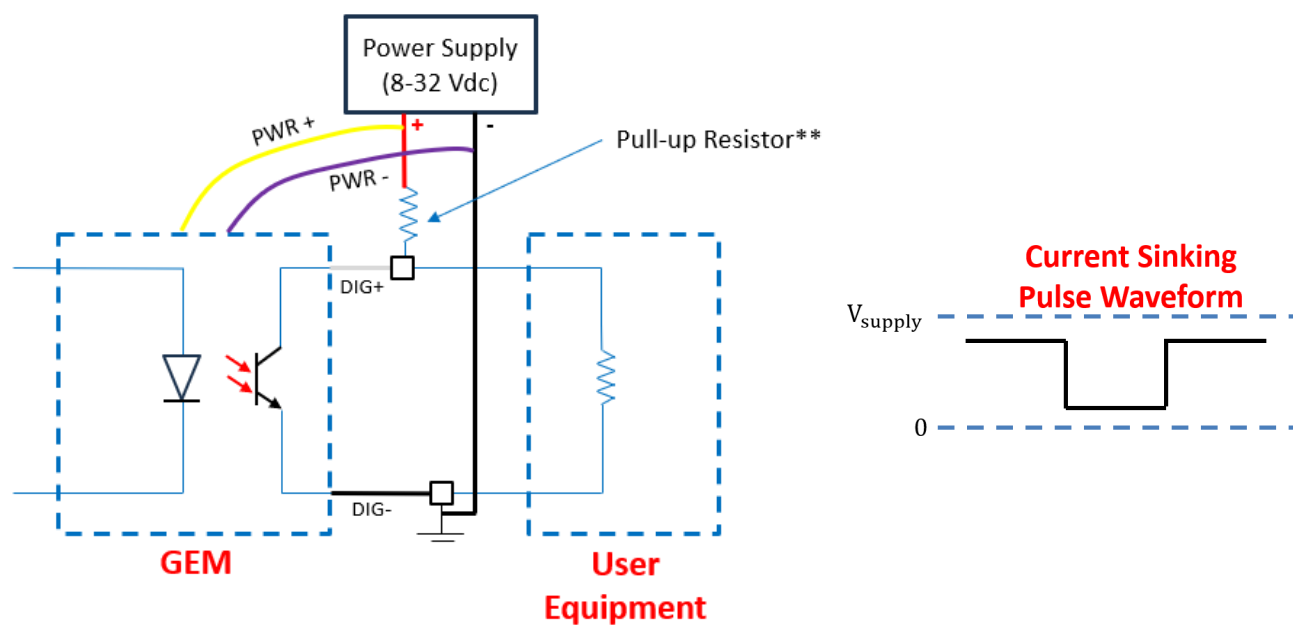 Power Supply
(8-32 Vdc)
PWR +
+
-
Pull-up Resistor**
PWR -
DIG+
DIG-
GEM
User
Equipment
Current Sinking
Pulse Waveform
Vsupply
0